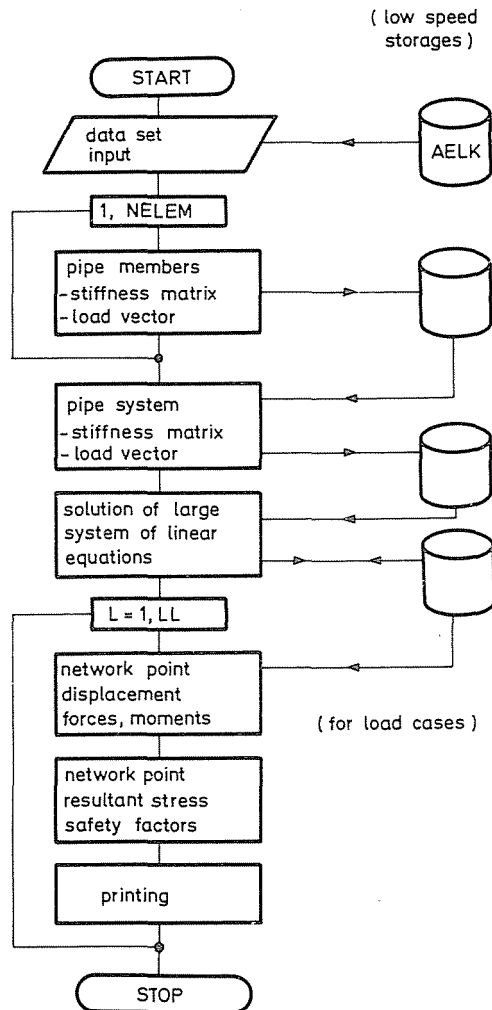 ( low speed
storages )
START
data set
input
AELK
1, NELEM
pipe members
-stiffness matrix
-load vector
pipe system
-stiffness matrix
-load vector
solution of large
system of linear
equations
L = 1, LL
network point
displacement
forces, moments
( for load cases )
network point
resultant stress
safety factors
printing
STOP